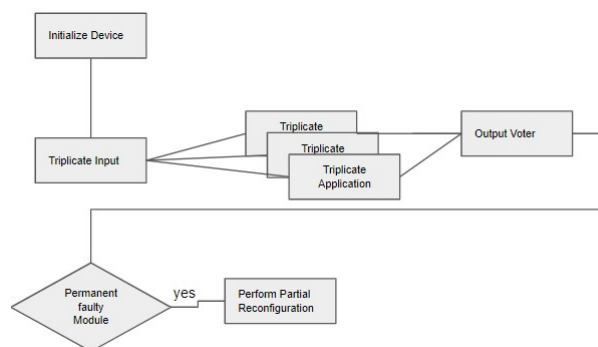 Initialize Device
Triplicate Input
Triplicate
Triplicate
Triplicate
Application
Output Voter
Permanent
faulty
Module
yes
Perform Partial
Reconfiguration